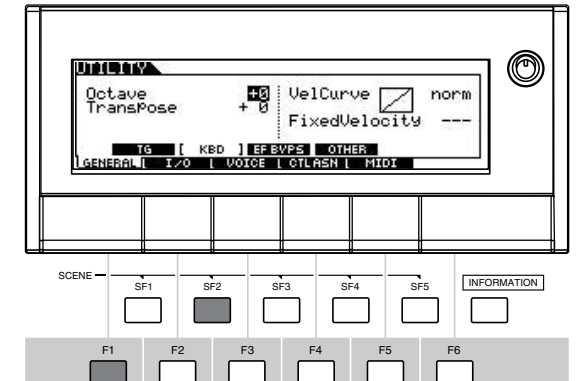 UTILITY
Octave +0 VelCurve norm
Transpose + 0
FixedVelocity ---
TG [ KBD ] EF BYPS OTHER
GENERAL [ I/O [ VOICE [ CTLASN [ MIDI
SCENE
SF1 SF2 SF3 SF4 SF5 INFORMATION
F1 F2 F3 F4 F5 F6